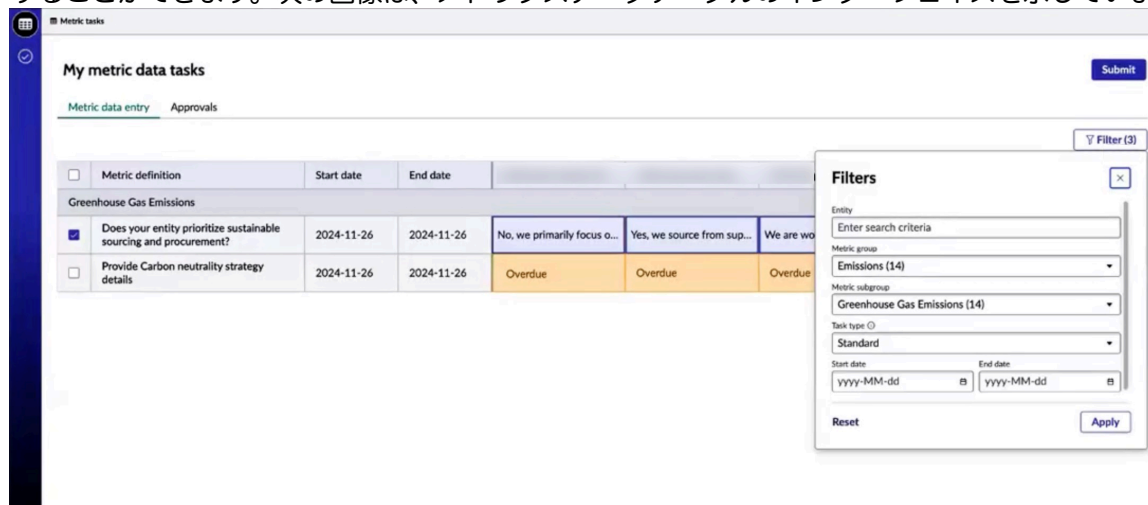 Metric tasks
My metric data tasks
Submit
Metric data entry Approvals
Filter (3)
Metric definition Start date End date
Greenhouse Gas Emissions
Does your entity prioritize sustainable
sourcing and procurement?
2024-11-26 2024-11-26 No, we primarily focus o... Yes, we source from sup... We are wo
Provide Carbon neutrality strategy
details
2024-11-26 2024-11-26 Overdue Overdue Overdue
Filters
Entity
Enter search criteria
Metric group
Emissions (14)
Metric subgroup
Greenhouse Gas Emissions (14)
Task type
Standard
Start date End date
yyyy-MM-dd yyyy-MM-dd
Reset Apply